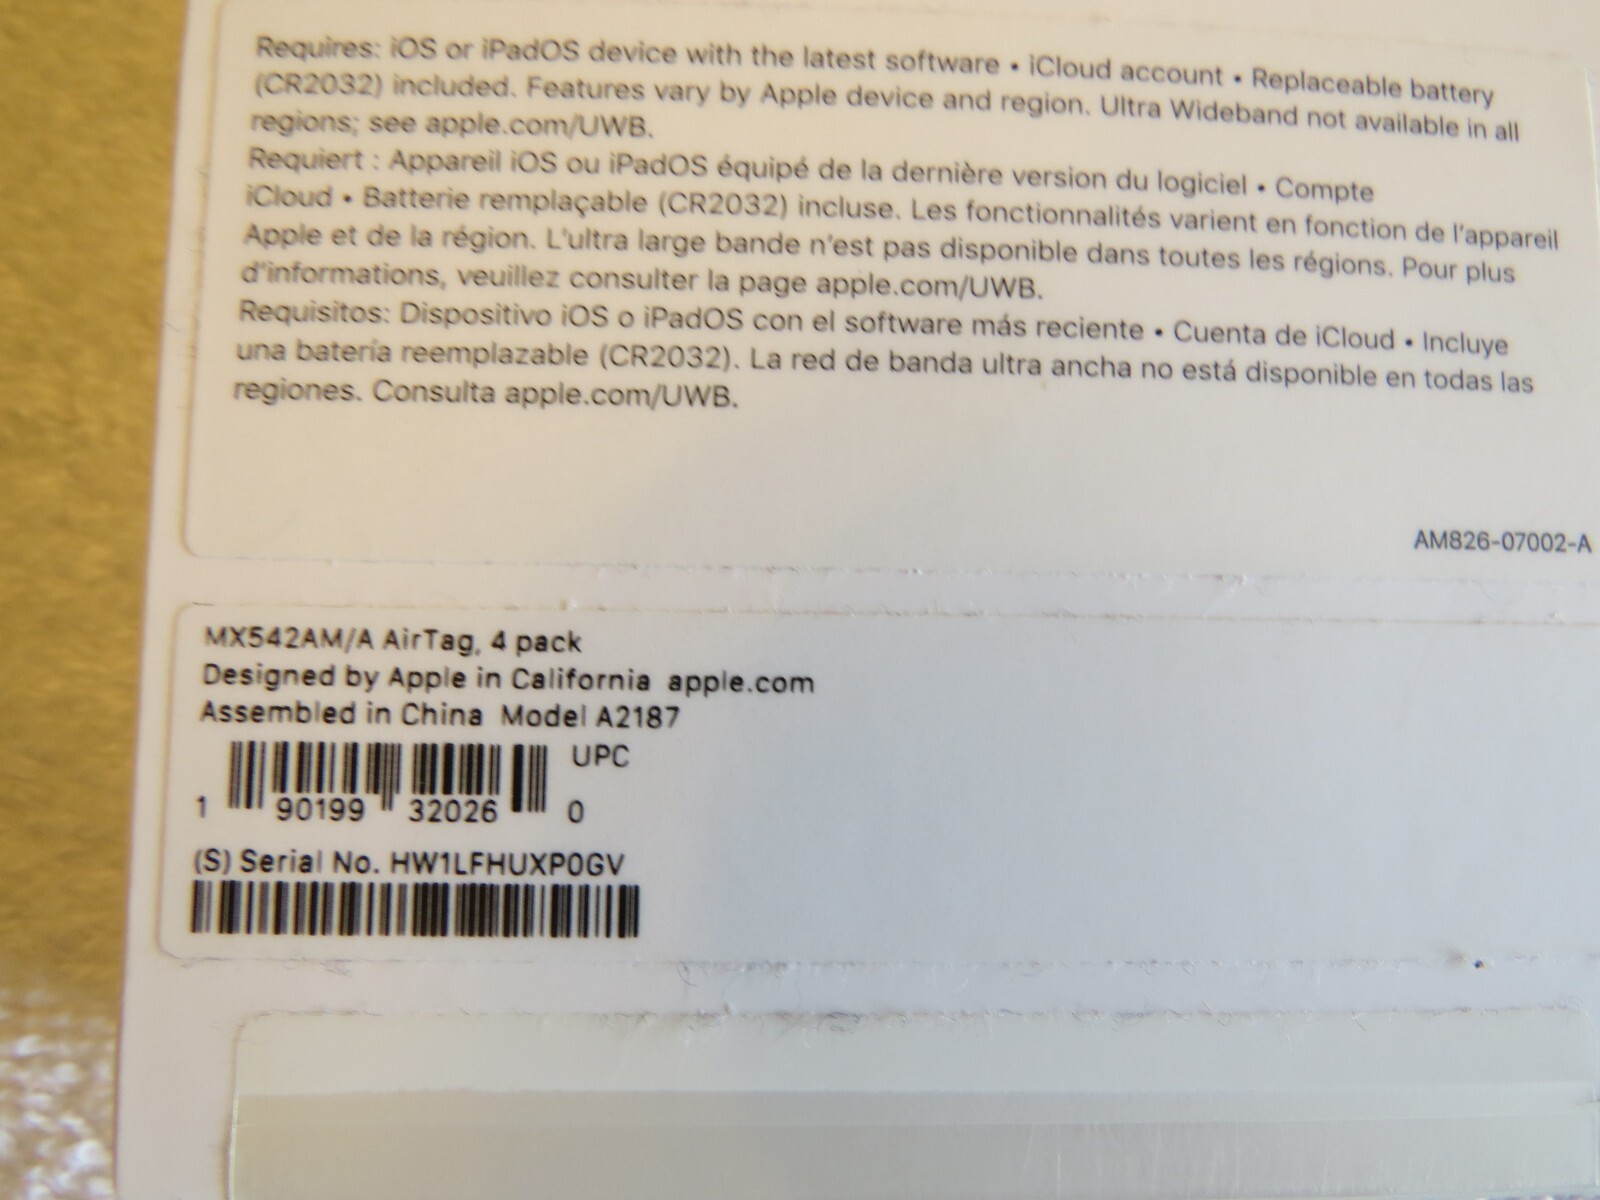 Requires: iOS or iPadOS device with the latest software • iCloud account • Replaceable battery
(CR2032) included. Features vary by Apple device and region. Ultra Wideband not available in all
regions; see apple.com/UWB.
Requiert : Appareil iOS ou iPadOS équipé de la dernière version du logiciel • Compte
iCloud • Batterie remplaçable (CR2032) incluse. Les fonctionnalités varient en fonction de l'appareil
Apple et de la région. L'ultra large bande n'est pas disponible dans toutes les régions. Pour plus
d'informations, veuillez consulter la page apple.com/UWB.
Requisitos: Dispositivo iOS o iPadOS con el software más reciente • Cuenta de iCloud • Incluye
una batería reemplazable (CR2032). La red de banda ultra ancha no está disponible en todas las
regiones. Consulta apple.com/UWB.
AM826-07002-A
MX542AM/A AirTag, 4 pack
Designed by Apple in California apple.com
Assembled in China Model A2187
UPC
1 90199 32026 0
(S) Serial No. HW1LFHUXP0GV